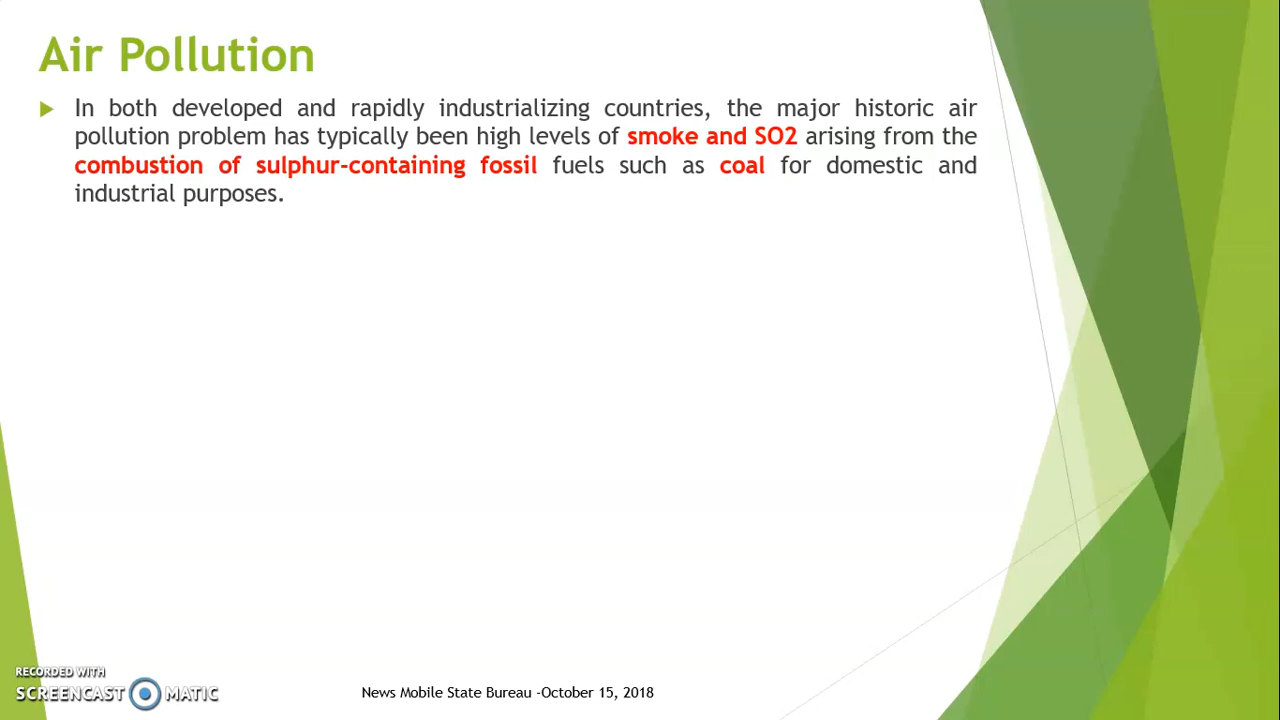 Air Pollution
In both developed and rapidly industrializing countries, the major historic air
pollution problem has typically been high levels of smoke and SO2 arising from the
combustion of sulphur-containing fossil fuels such as coal for domestic and
industrial purposes.
RECORDED WITH
SCREENCAST MATIC
News Mobile State Bureau -October 15, 2018